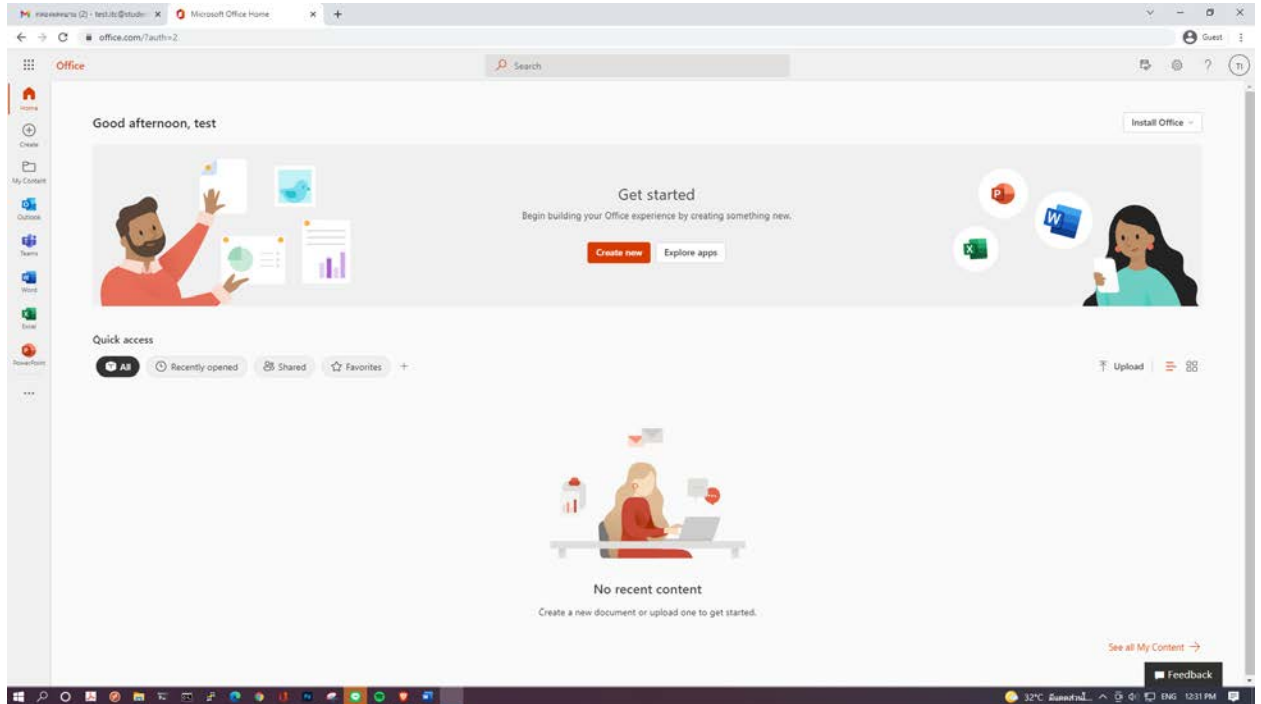 Microsoft Office Home
office.com/?auth=2
Guest
Office
Search
TI
Home
Good afternoon, test
Install Office
Create
My Content
Get started
Begin building your Office experience by creating something new.
Outlook
Teams
Create new
Explore apps
Word
Excel
Quick access
PowerPoint
All
Recently opened
Shared
Favorites
Upload
No recent content
Create a new document or upload one to get started.
See all My Content
Feedback
32°C
ENG
12:31 PM